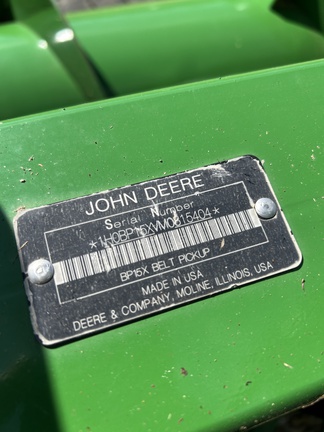 JOHN DEERE
Serial Number
*1H0BP15XVM0815404*
BP15X BELT PICKUP
MADE IN USA
DEERE & COMPANY, MOLINE, ILLINOIS, USA